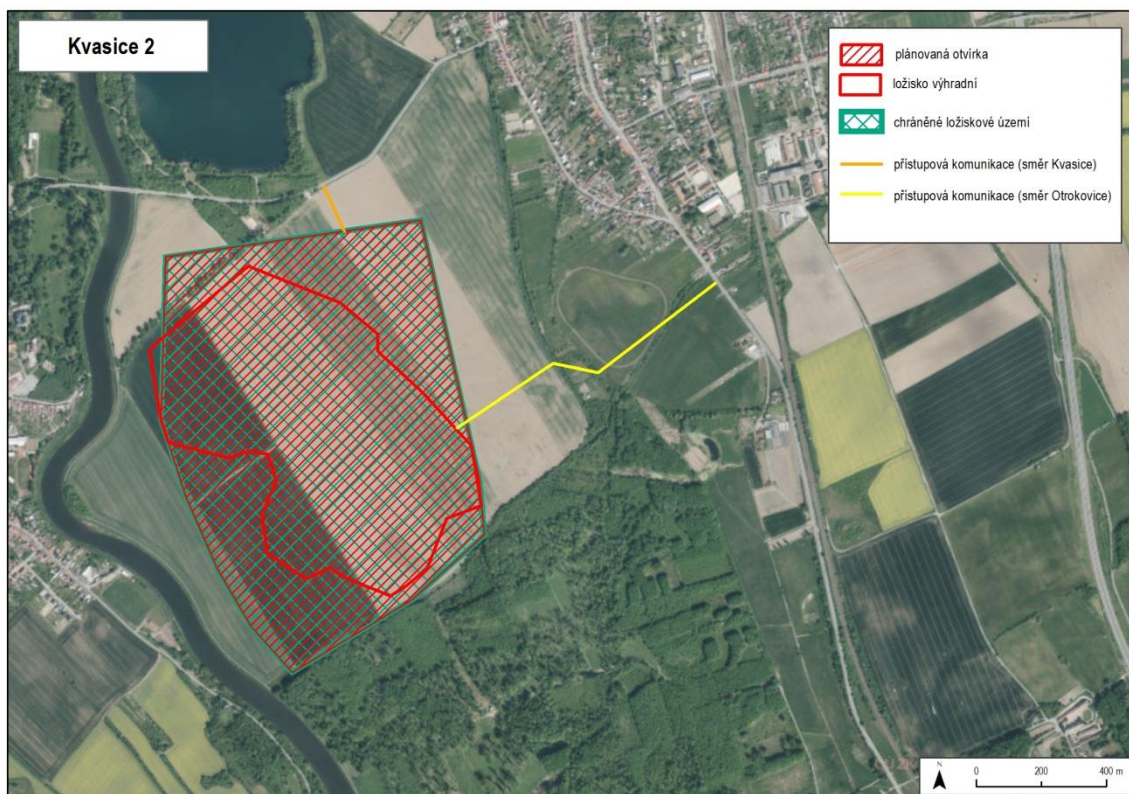 Kvasice 2
plánovaná otvírka
ložisko výhradní
chráněné ložiskové území
přístupová komunikace (směr Kvasice)
přístupová komunikace (směr Otrokovice)
N
0 200 400 m